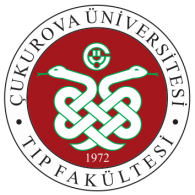 ÇUKUROVA ÜNİVERSİTESİ
TIP FAKÜLTESİ
1972